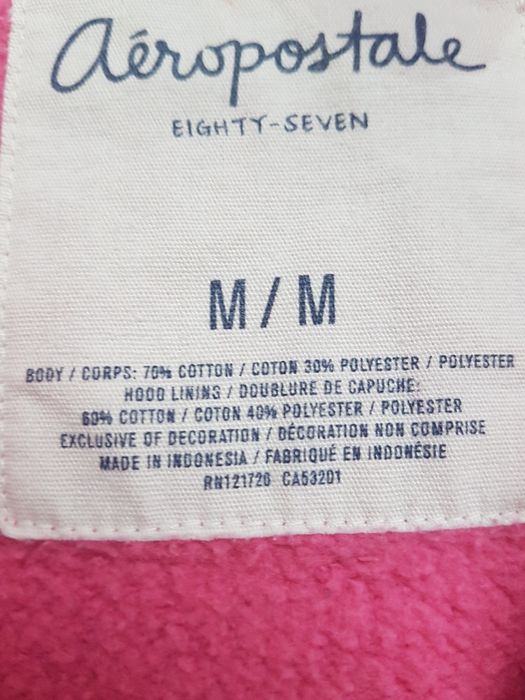 aéropostale
EIGHTY-SEVEN
M / M
BODY / CORPS: 70% COTTON / COTON 30% POLYESTER / POLYESTER
HOOD LINING / DOUBLURE DE CAPUCHE:
60% COTTON / COTON 40% POLYESTER / POLYESTER
EXCLUSIVE OF DECORATION / DÉCORATION NON COMPRISE
MADE IN INDONESIA / FABRIQUÉ EN INDONÉSIE
RN121726 CA53201